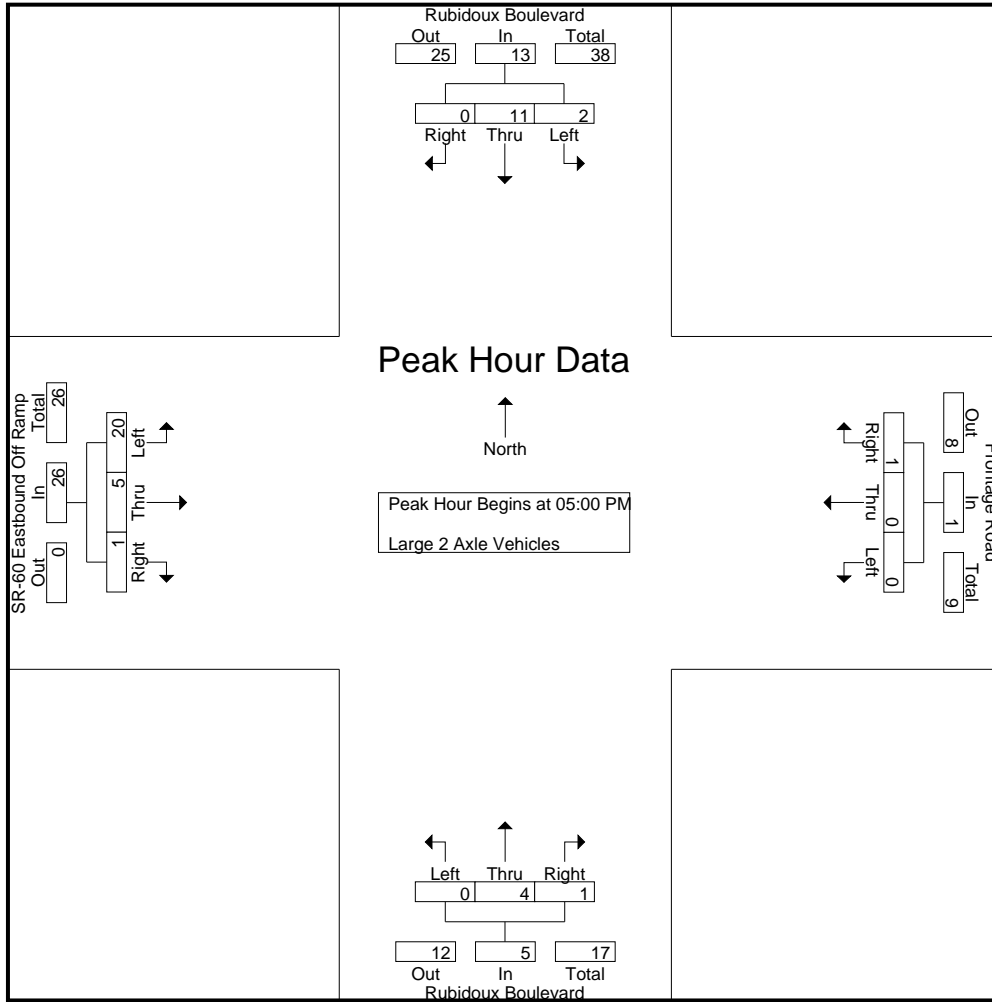 Rubidoux Boulevard
Out In Total
25 13 38
0 11 2
Right Thru Left
Peak Hour Data
North
Peak Hour Begins at 05:00 PM
Large 2 Axle Vehicles
SR-60 Eastbound Off Ramp
Out In Total
0 26 26
20 5 1
Left Thru Right
Frontage Road
Out In Total
8 1 9
1 0 0
Right Thru Left
Left Thru Right
0 4 1
12 5 17
Out In Total
Rubidoux Boulevard